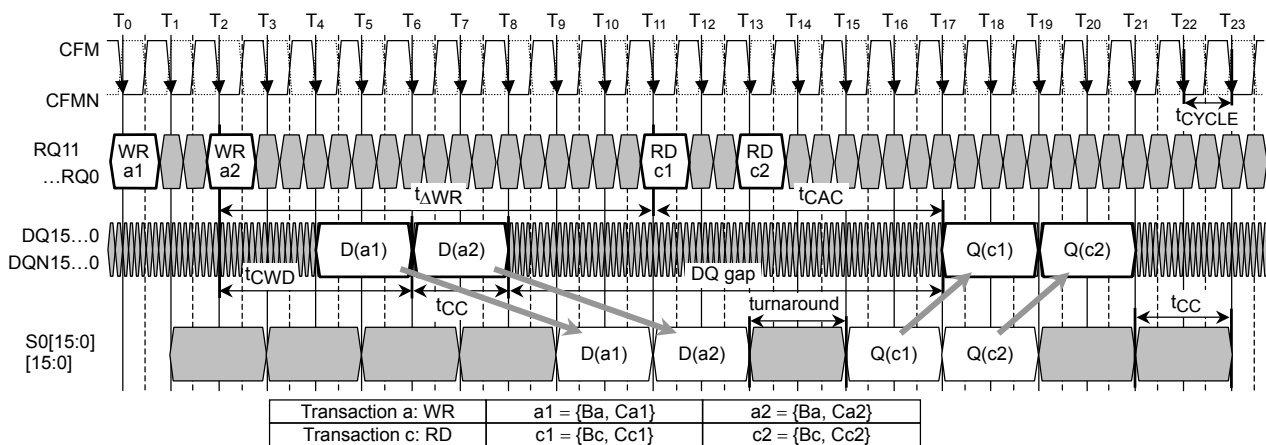 T0 T1 T2 T3 T4 T5 T6 T7 T8 T9 T10 T11 T12 T13 T14 T15 T16 T17 T18 T19 T20 T21 T22 T23
CFM
CFMN
tCYCLE
RQ11
...RQ0
WR a1
WR a2
RD c1
RD c2
tΔWR
tCAC
DQ15...0
DQN15...0
D(a1)
D(a2)
Q(c1)
Q(c2)
tCWD
tCC
DQ gap
turnaround
tCC
S0[15:0]
[15:0]
D(a1)
D(a2)
Q(c1)
Q(c2)
Transaction a: WR a1 = {Ba, Ca1} a2 = {Ba, Ca2}
Transaction c: RD c1 = {Bc, Cc1} c2 = {Bc, Cc2}